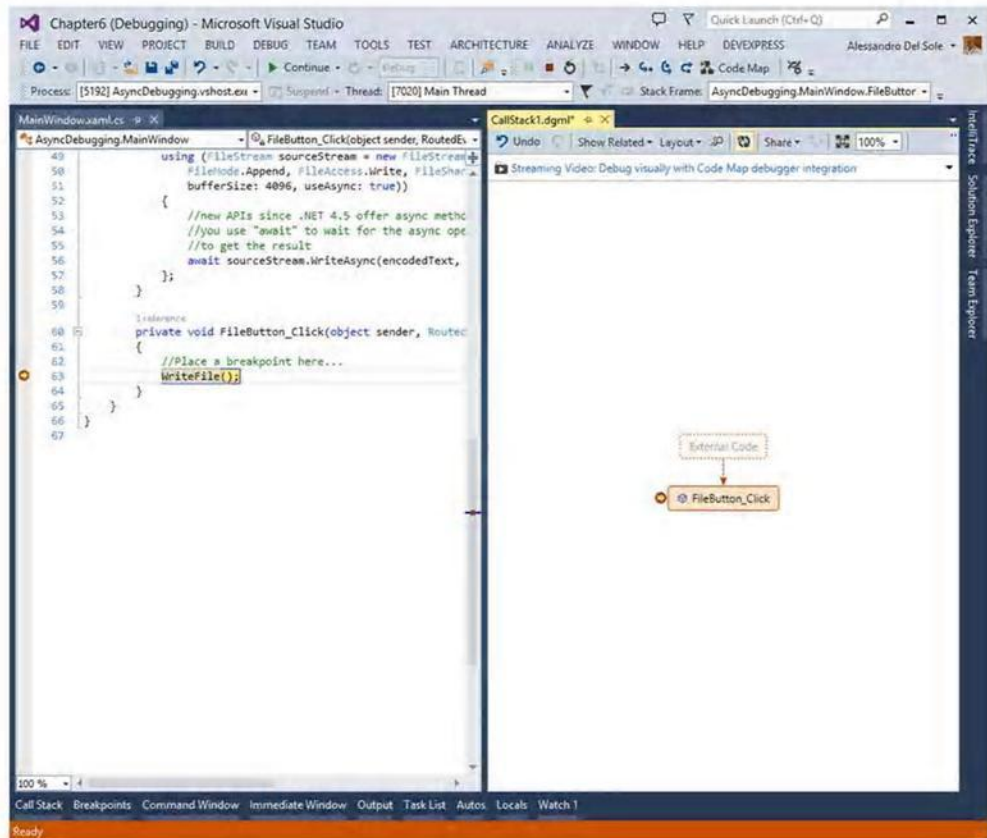 Chapter6 (Debugging) - Microsoft Visual Studio
Quick Launch (Ctrl+Q)
FILE EDIT VIEW PROJECT BUILD DEBUG TEAM TOOLS TEST ARCHITECTURE ANALYZE WINDOW HELP DEVEXPRESS Alessandro Del Sole
Continue Debug Code Map
Process: [5192] AsyncDebugging.vshost.exe Suspend Thread: [7020] Main Thread Stack Frame: AsyncDebugging.MainWindow.FileButtor
MainWindow.xaml.cs
AsyncDebugging.MainWindow FileButton_Click(object sender, RoutedEv
49 using (FileStream sourceStream = new FileStream
50 FileMode.Append, FileAccess.Write, FileShar
51 bufferSize: 4096, useAsync: true))
52 {
53 //new APIs since .NET 4.5 offer async metho
54 //you use "await" to wait for the async ope
55 //to get the result
56 await sourceStream.WriteAsync(encodedText,
57 };
58 }
59
1 reference
60 private void FileButton_Click(object sender, Routed
61 {
62 //Place a breakpoint here...
63 WriteFile();
64 }
65 }
66 }
67
100 %
CallStack1.dgml*
Undo Show Related Layout Share 100%
Streaming Video: Debug visually with Code Map debugger integration
External Code
FileButton_Click
IntelliTrace
Solution Explorer
Team Explorer
Call Stack Breakpoints Command Window Immediate Window Output Task List Autos Locals Watch 1
Ready